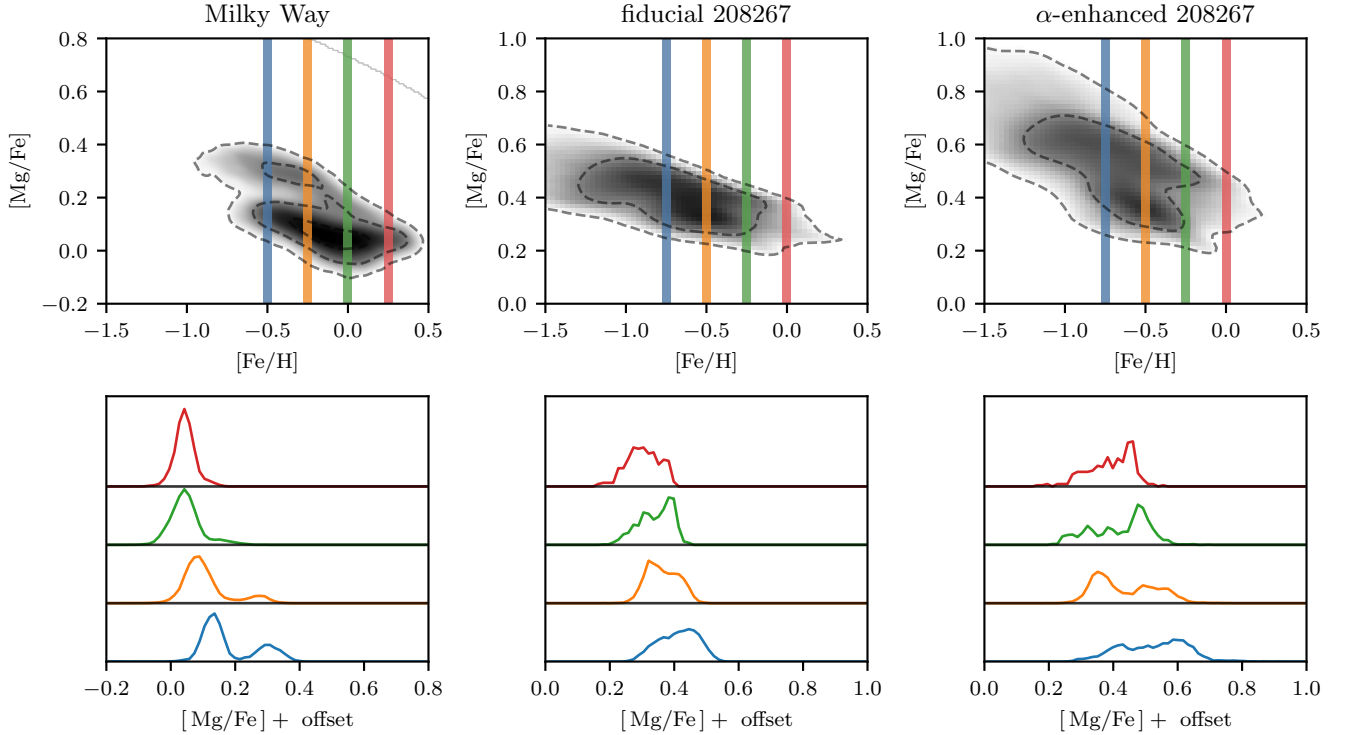 Milky Way
fiducial 208267
α-enhanced 208267
0.8
0.6
0.4
0.2
0.0
−0.2
[Mg/Fe]
−1.5 −1.0 −0.5 0.0 0.5
[Fe/H]
1.0
0.8
0.6
0.4
0.2
0.0
[Mg/Fe]
−1.5 −1.0 −0.5 0.0 0.5
[Fe/H]
1.0
0.8
0.6
0.4
0.2
0.0
[Mg/Fe]
−1.5 −1.0 −0.5 0.0 0.5
[Fe/H]
−0.2 0.0 0.2 0.4 0.6 0.8
[Mg/Fe] + offset
0.0 0.2 0.4 0.6 0.8 1.0
[Mg/Fe] + offset
0.0 0.2 0.4 0.6 0.8 1.0
[Mg/Fe] + offset